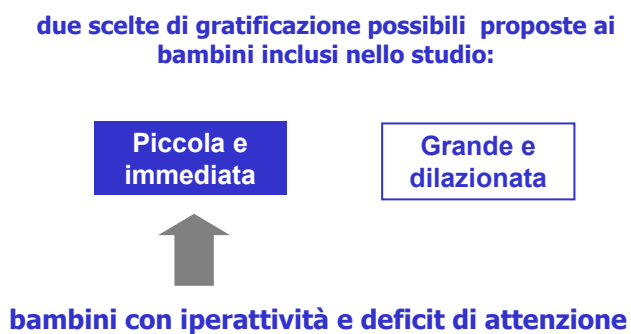 due scelte di gratificazione possibili proposte ai
bambini inclusi nello studio:
Piccola e
immediata
Grande e
dilazionata
bambini con iperattività e deficit di attenzione